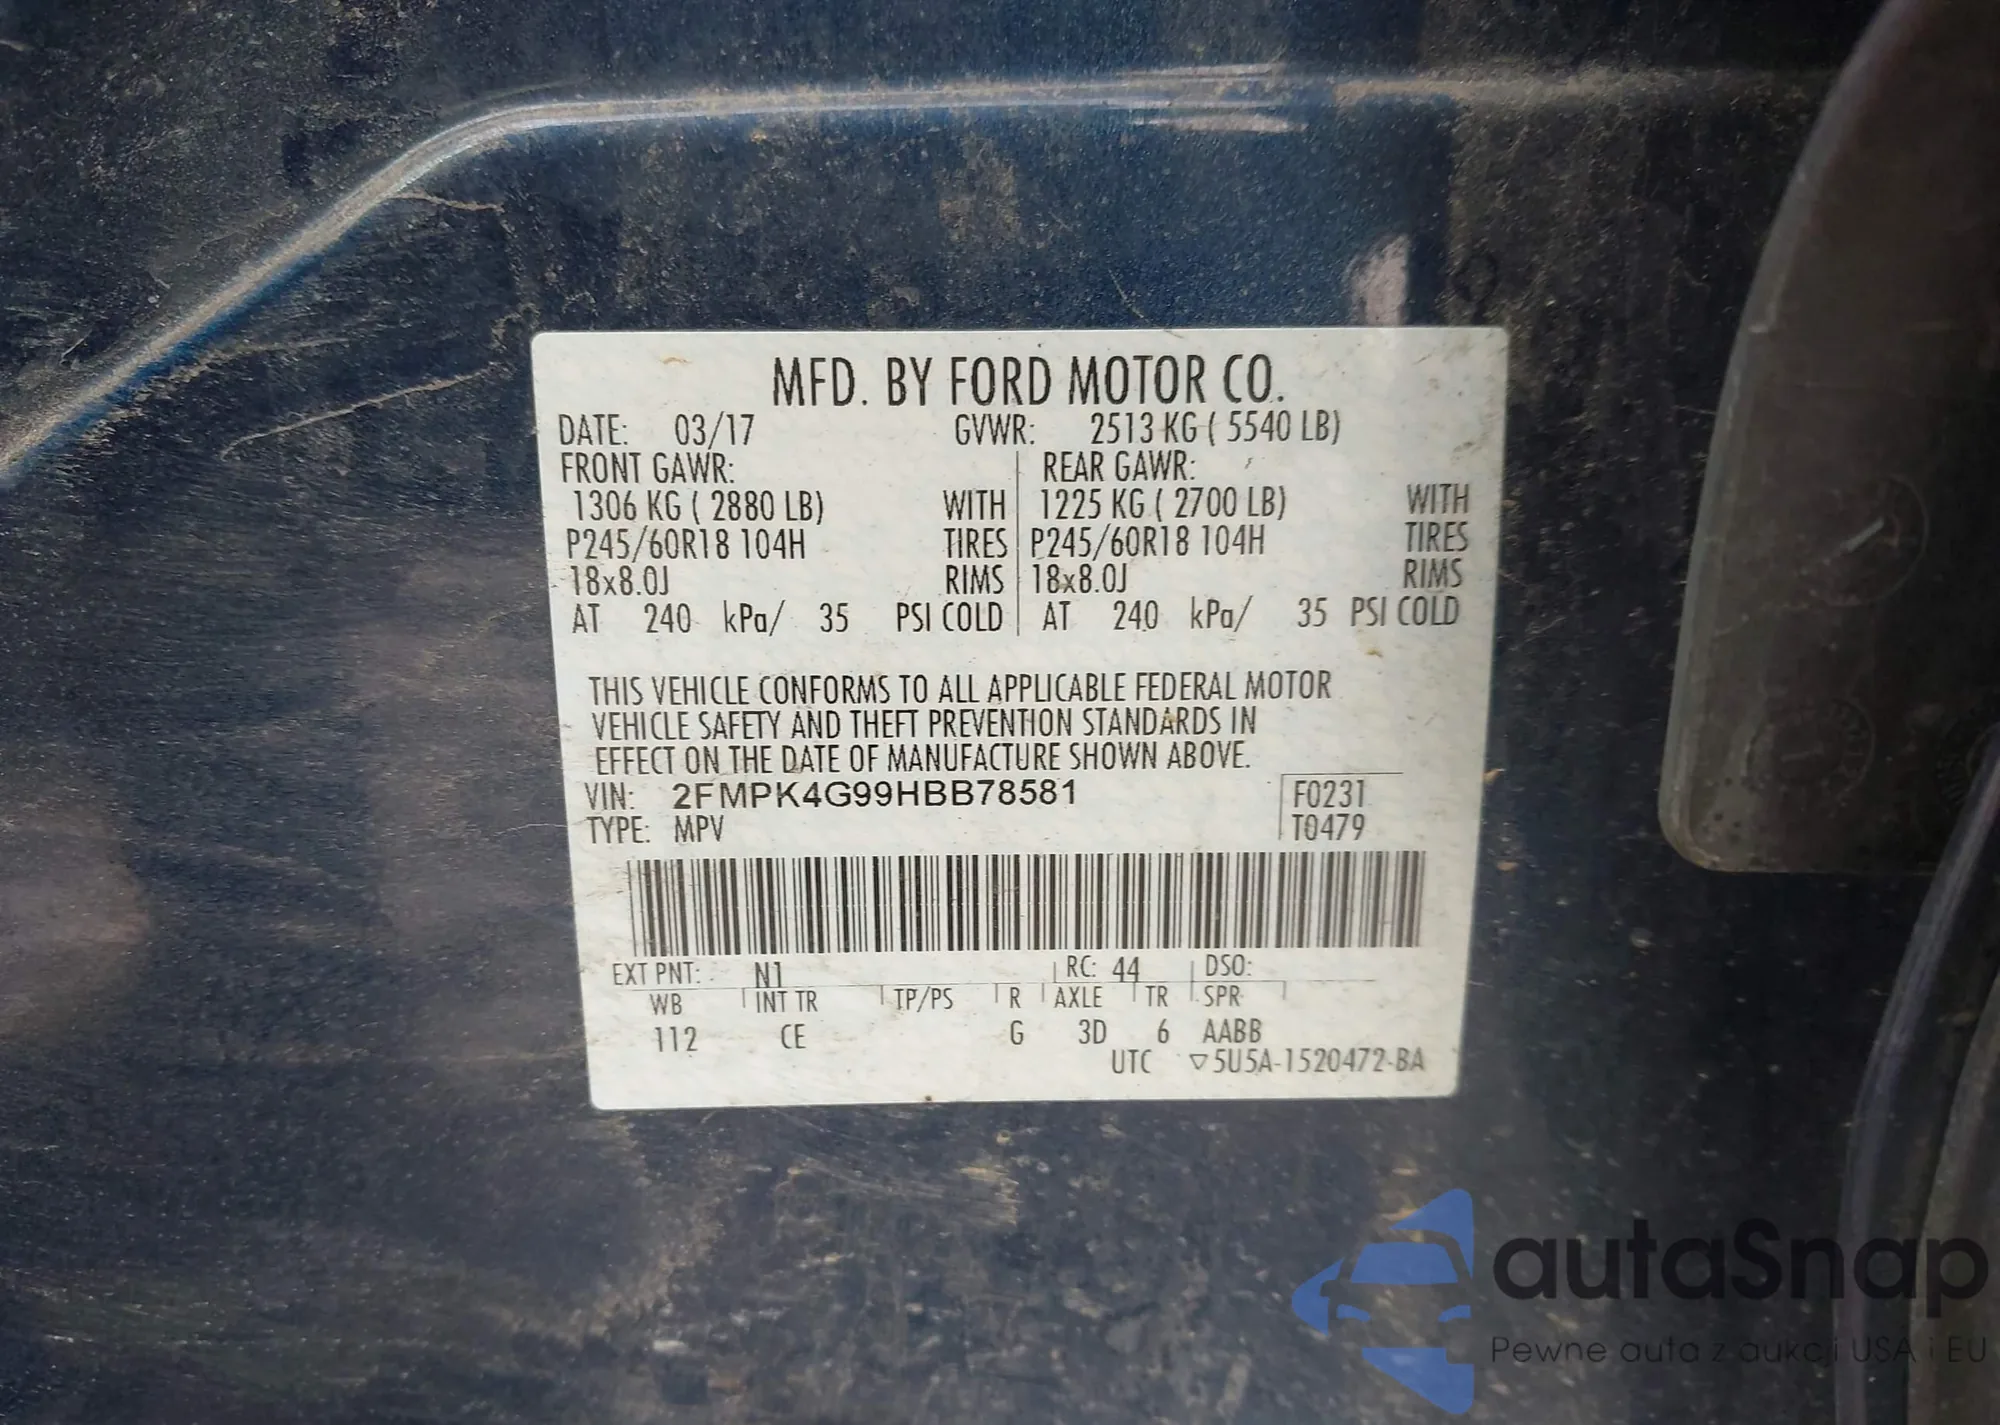 MFD. BY FORD MOTOR CO.
DATE: 03/17 GVWR: 2513 KG ( 5540 LB)
FRONT GAWR: REAR GAWR:
1306 KG ( 2880 LB) WITH 1225 KG ( 2700 LB) WITH
P245/60R18 104H TIRES P245/60R18 104H TIRES
18x8.0J RIMS 18x8.0J RIMS
AT 240 kPa/ 35 PSI COLD AT 240 kPa/ 35 PSI COLD
THIS VEHICLE CONFORMS TO ALL APPLICABLE FEDERAL MOTOR
VEHICLE SAFETY AND THEFT PREVENTION STANDARDS IN
EFFECT ON THE DATE OF MANUFACTURE SHOWN ABOVE.
VIN: 2FMPK4G99HBB78581 F0231
TYPE: MPV T0479
EXT PNT: N1 RC: 44 DSO:
WB INT TR TP/PS R AXLE TR SPR
112 CE G 3D 6 AABB
UTC ▽5U5A-1520472-BA
autaSnap
Pewne auta z aukcji USA i EU